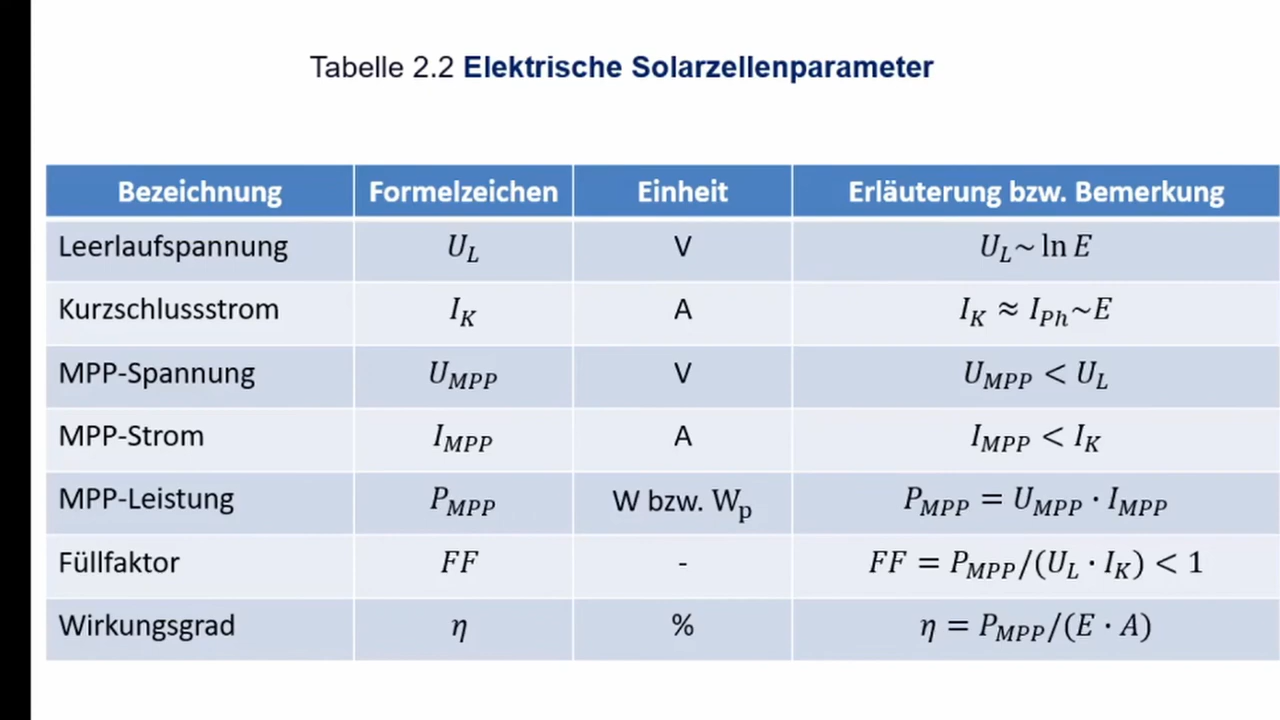 Tabelle 2.2 Elektrische Solarzellenparameter
Bezeichnung Formelzeichen Einheit Erläuterung bzw. Bemerkung
Leerlaufspannung U_L V U_L ~ ln E
Kurzschlussstrom I_K A I_K ≈ I_Ph ~ E
MPP-Spannung U_MPP V U_MPP < U_L
MPP-Strom I_MPP A I_MPP < I_K
MPP-Leistung P_MPP W bzw. W_p P_MPP = U_MPP · I_MPP
Füllfaktor FF - FF = P_MPP/(U_L · I_K) < 1
Wirkungsgrad η % η = P_MPP/(E · A)